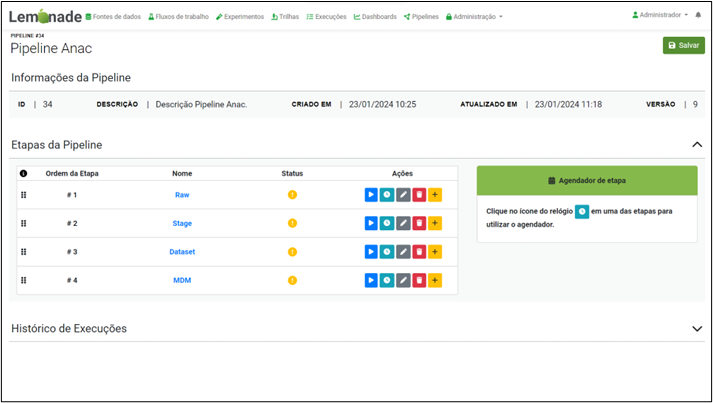 Lemonade Fontes de dados Fluxos de trabalho Experimentos Trilhas Execuções Dashboards Pipelines Administração Administrador
PIPELINE #34
Pipeline Anac
Salvar
Informações da Pipeline
ID | 34 DESCRIÇÃO | Descrição Pipeline Anac. CRIADO EM | 23/01/2024 10:25 ATUALIZADO EM | 23/01/2024 11:18 VERSÃO | 9
Etapas da Pipeline
Ordem da Etapa Nome Status Ações
# 1 Raw
# 2 Stage
# 3 Dataset
# 4 MDM
Agendador de etapa
Clique no ícone do relógio em uma das etapas para
utilizar o agendador.
Histórico de Execuções